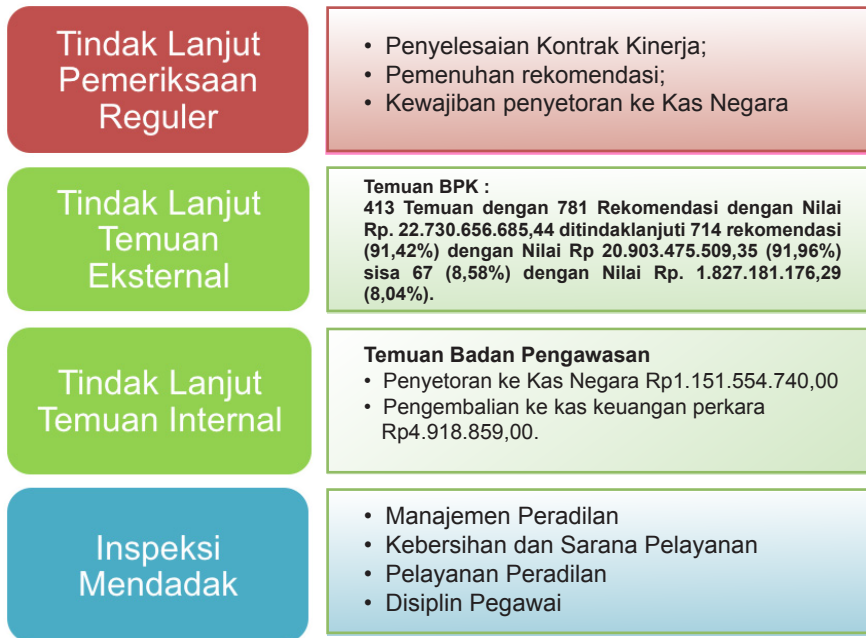 Tindak Lanjut
Pemeriksaan
Reguler
• Penyelesaian Kontrak Kinerja;
• Pemenuhan rekomendasi;
• Kewajiban penyetoran ke Kas Negara
Tindak Lanjut
Temuan
Eksternal
Temuan BPK :
413 Temuan dengan 781 Rekomendasi dengan Nilai
Rp. 22.730.656.685,44 ditindaklanjuti 714 rekomendasi
(91,42%) dengan Nilai Rp 20.903.475.509,35 (91,96%)
sisa 67 (8,58%) dengan Nilai Rp. 1.827.181.176,29
(8,04%).
Tindak Lanjut
Temuan Internal
Temuan Badan Pengawasan
• Penyetoran ke Kas Negara Rp1.151.554.740,00
• Pengembalian ke kas keuangan perkara
Rp4.918.859,00.
Inspeksi
Mendadak
• Manajemen Peradilan
• Kebersihan dan Sarana Pelayanan
• Pelayanan Peradilan
• Disiplin Pegawai